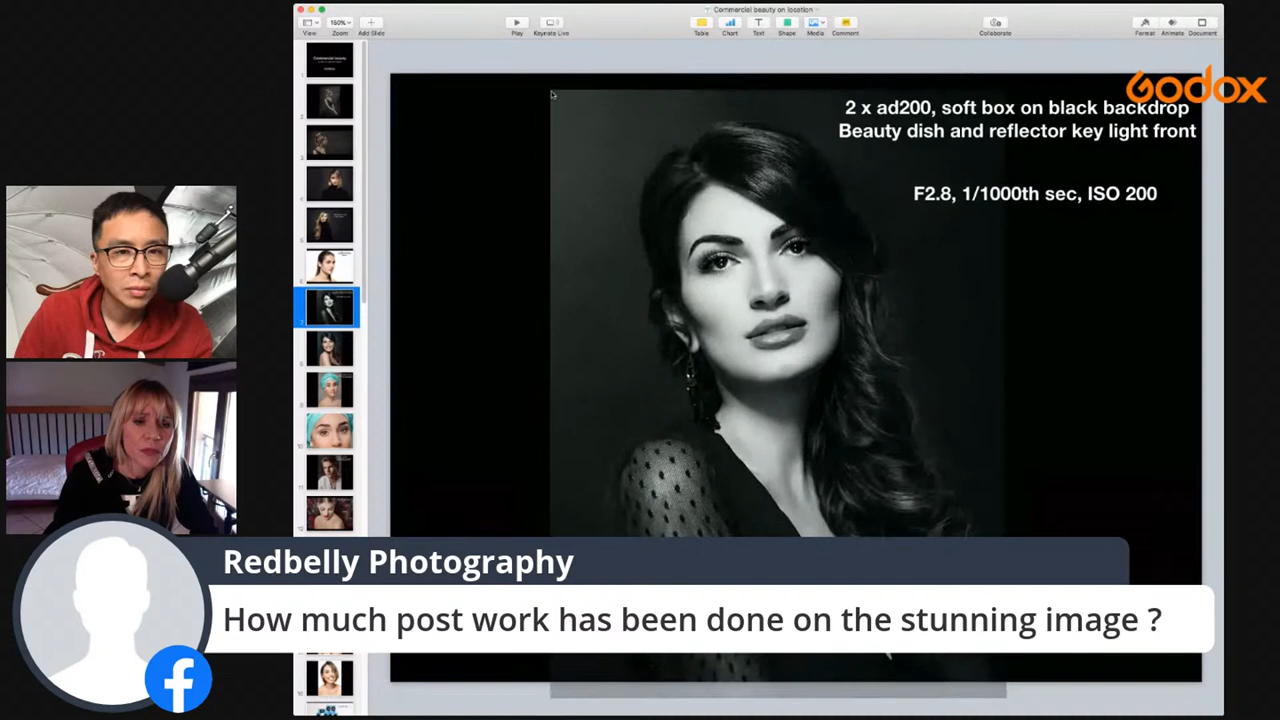 Commercial beauty on location
150%
View
Zoom
Add Slide
Play
Keynote Live
Table
Chart
Text
Shape
Media
Comment
Collaborate
Format
Animate
Document
GODOX
2 x ad200, soft box on black backdrop
Beauty dish and reflector key light front
F2.8, 1/1000th sec, ISO 200
Redbelly Photography
How much post work has been done on the stunning image ?